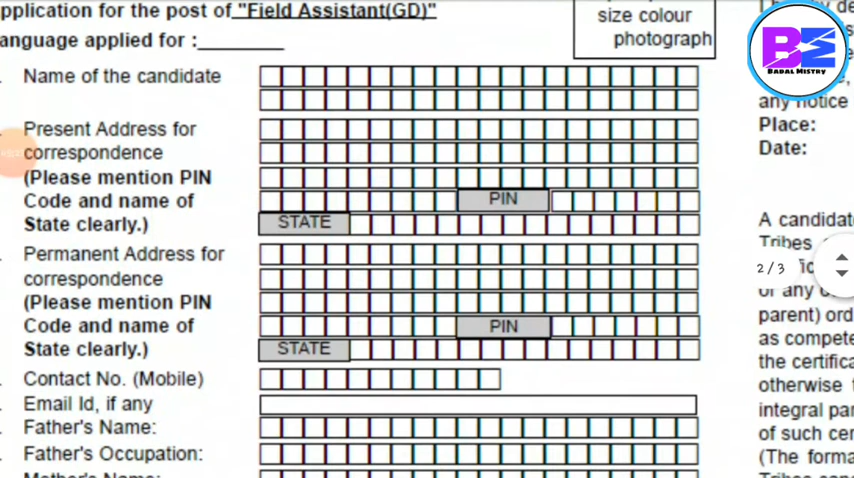 pplication for the post of "Field Assistant(GD)"
anguage applied for :
size colour
photograph
Name of the candidate
Present Address for
correspondence
(Please mention PIN
Code and name of
State clearly.)
PIN
STATE
Permanent Address for
correspondence
(Please mention PIN
Code and name of
State clearly.)
PIN
STATE
Contact No. (Mobile)
Email Id, if any
Father's Name:
Father's Occupation:
Mother's Name:
BE
BADAL MISTRY
any notice
Place:
Date:
A candidat
Tribes
2/3
or any
parent) ord
as compete
the certifica
otherwise
integral par
of such cer
(The forma